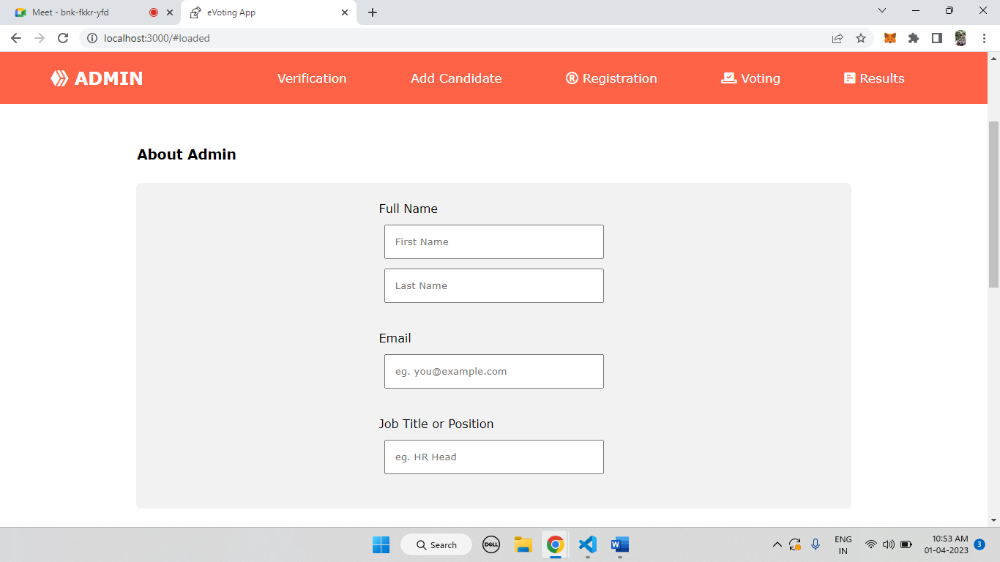 Meet - bnk-fkkr-yfd
eVoting App
localhost:3000/#loaded
ADMIN
Verification
Add Candidate
® Registration
Voting
Results
About Admin
Full Name
First Name
Last Name
Email
eg. you@example.com
Job Title or Position
eg. HR Head
Search
DELL
W
ENG
IN
10:53 AM
01-04-2023
3